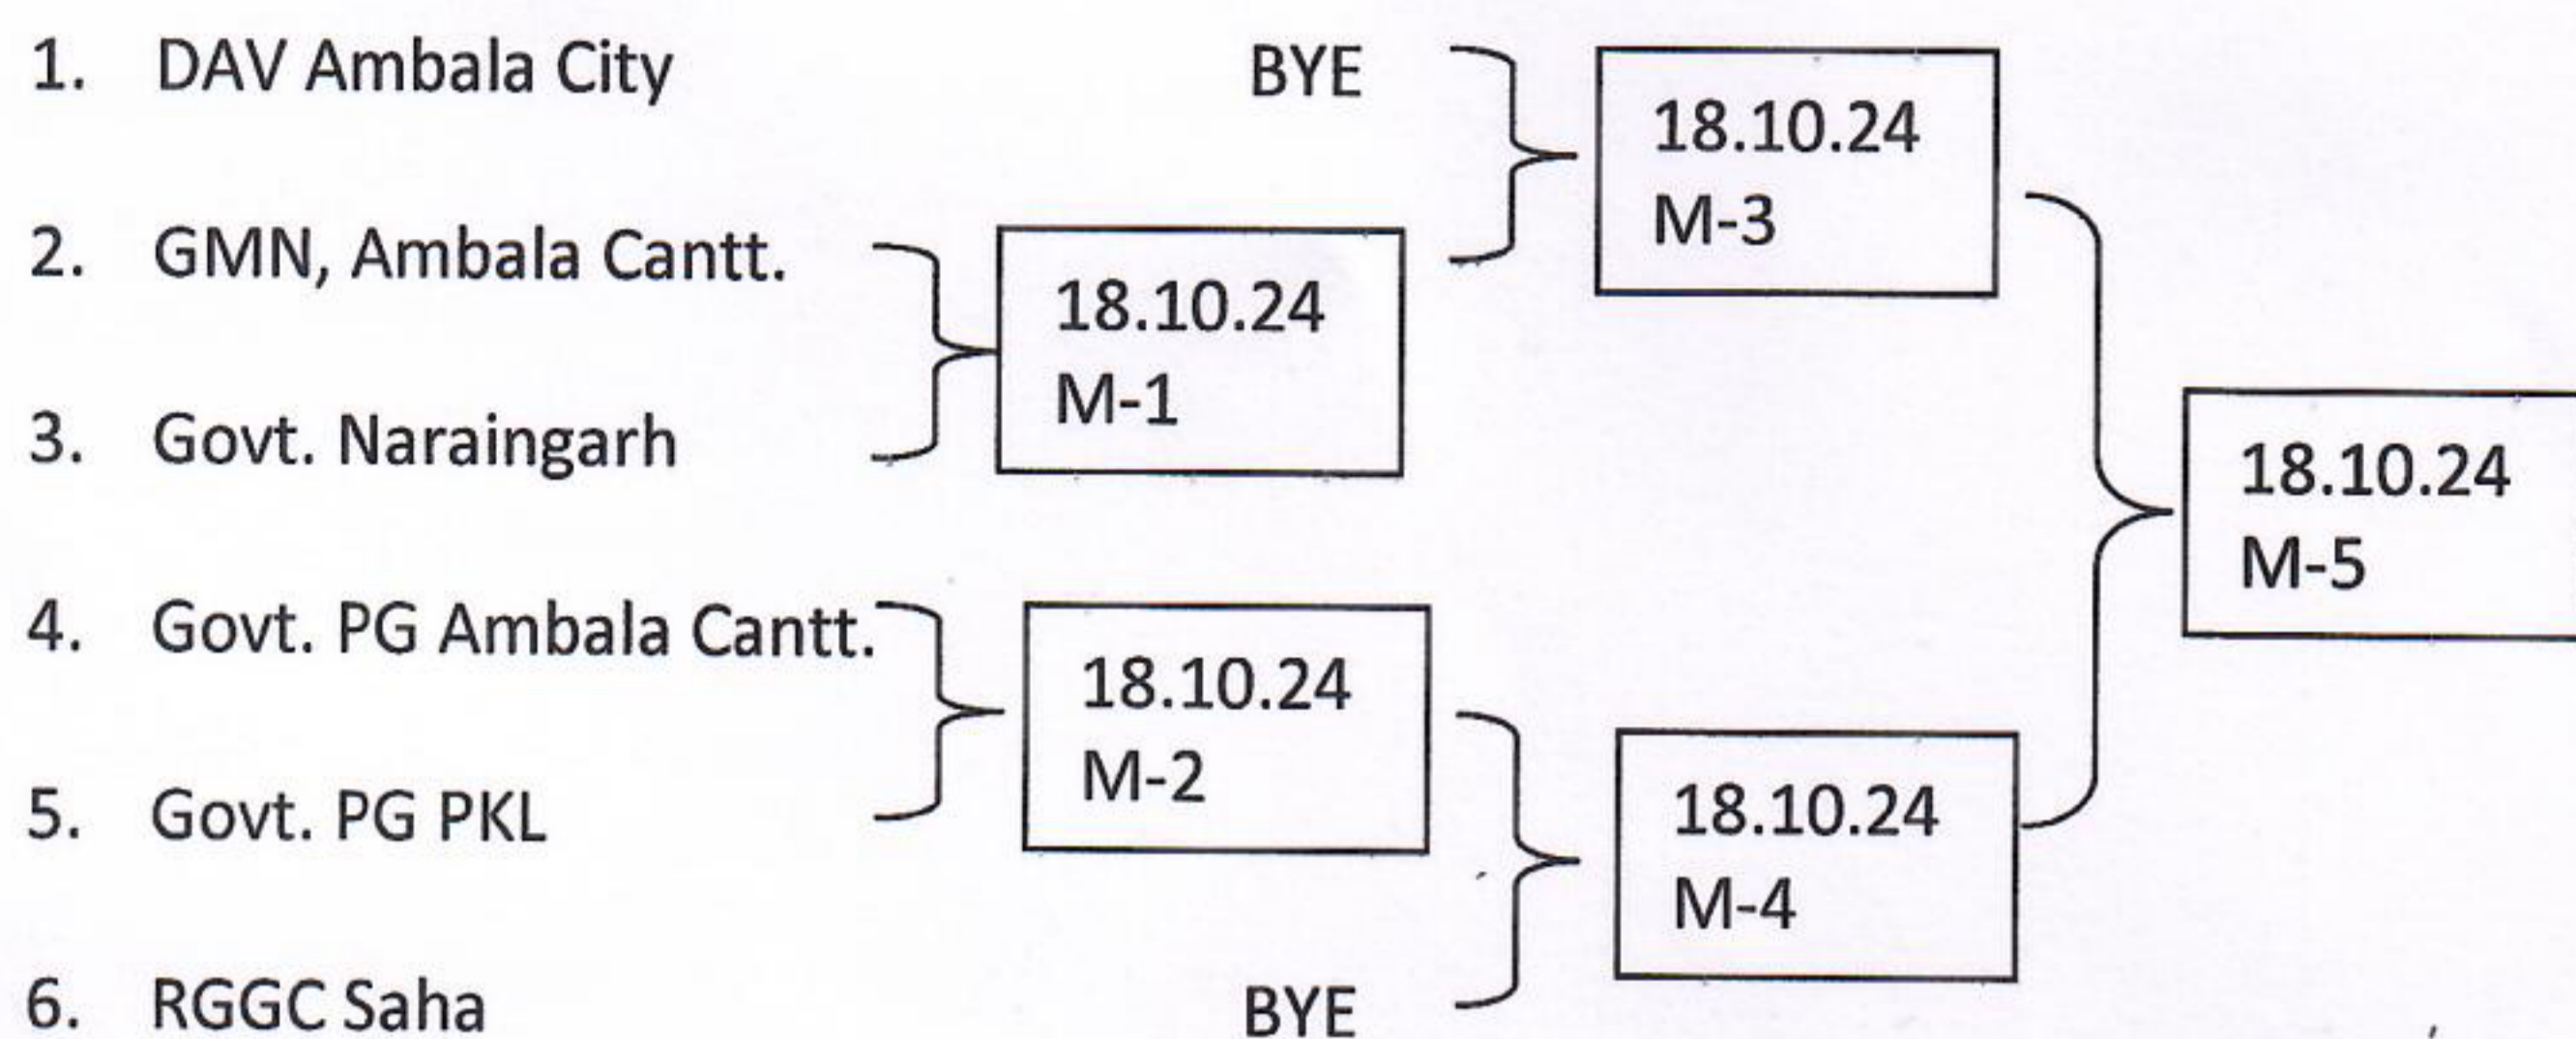 1. DAV Ambala City BYE
18.10.24
M-3
2. GMN, Ambala Cantt.
18.10.24
M-1
3. Govt. Naraingarh
18.10.24
M-5
4. Govt. PG Ambala Cantt.
18.10.24
M-2
5. Govt. PG PKL
18.10.24
M-4
6. RGGC Saha BYE